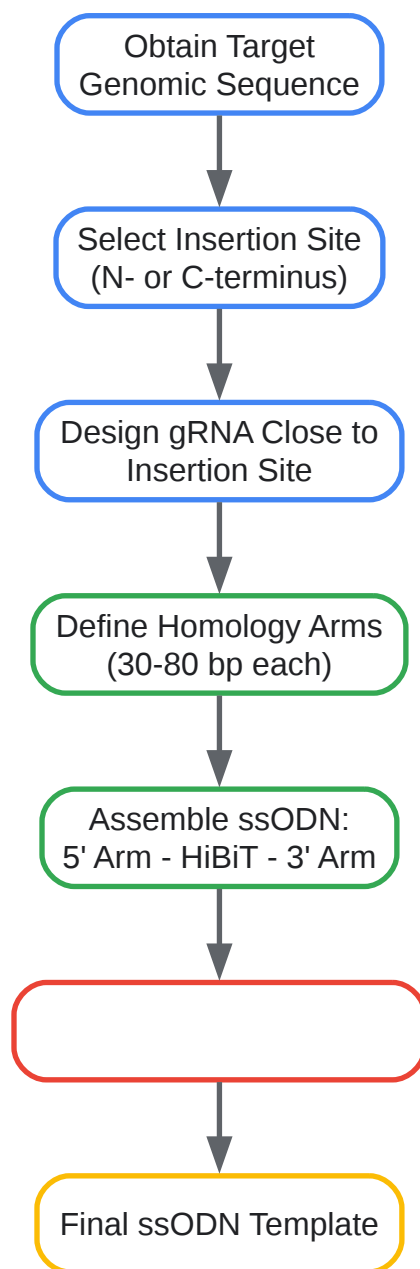 Obtain Target
Genomic Sequence
Select Insertion Site
(N- or C-terminus)
Design gRNA Close to
Insertion Site
Define Homology Arms
(30-80 bp each)
Assemble ssODN:
5' Arm - HiBiT - 3' Arm
Final ssODN Template